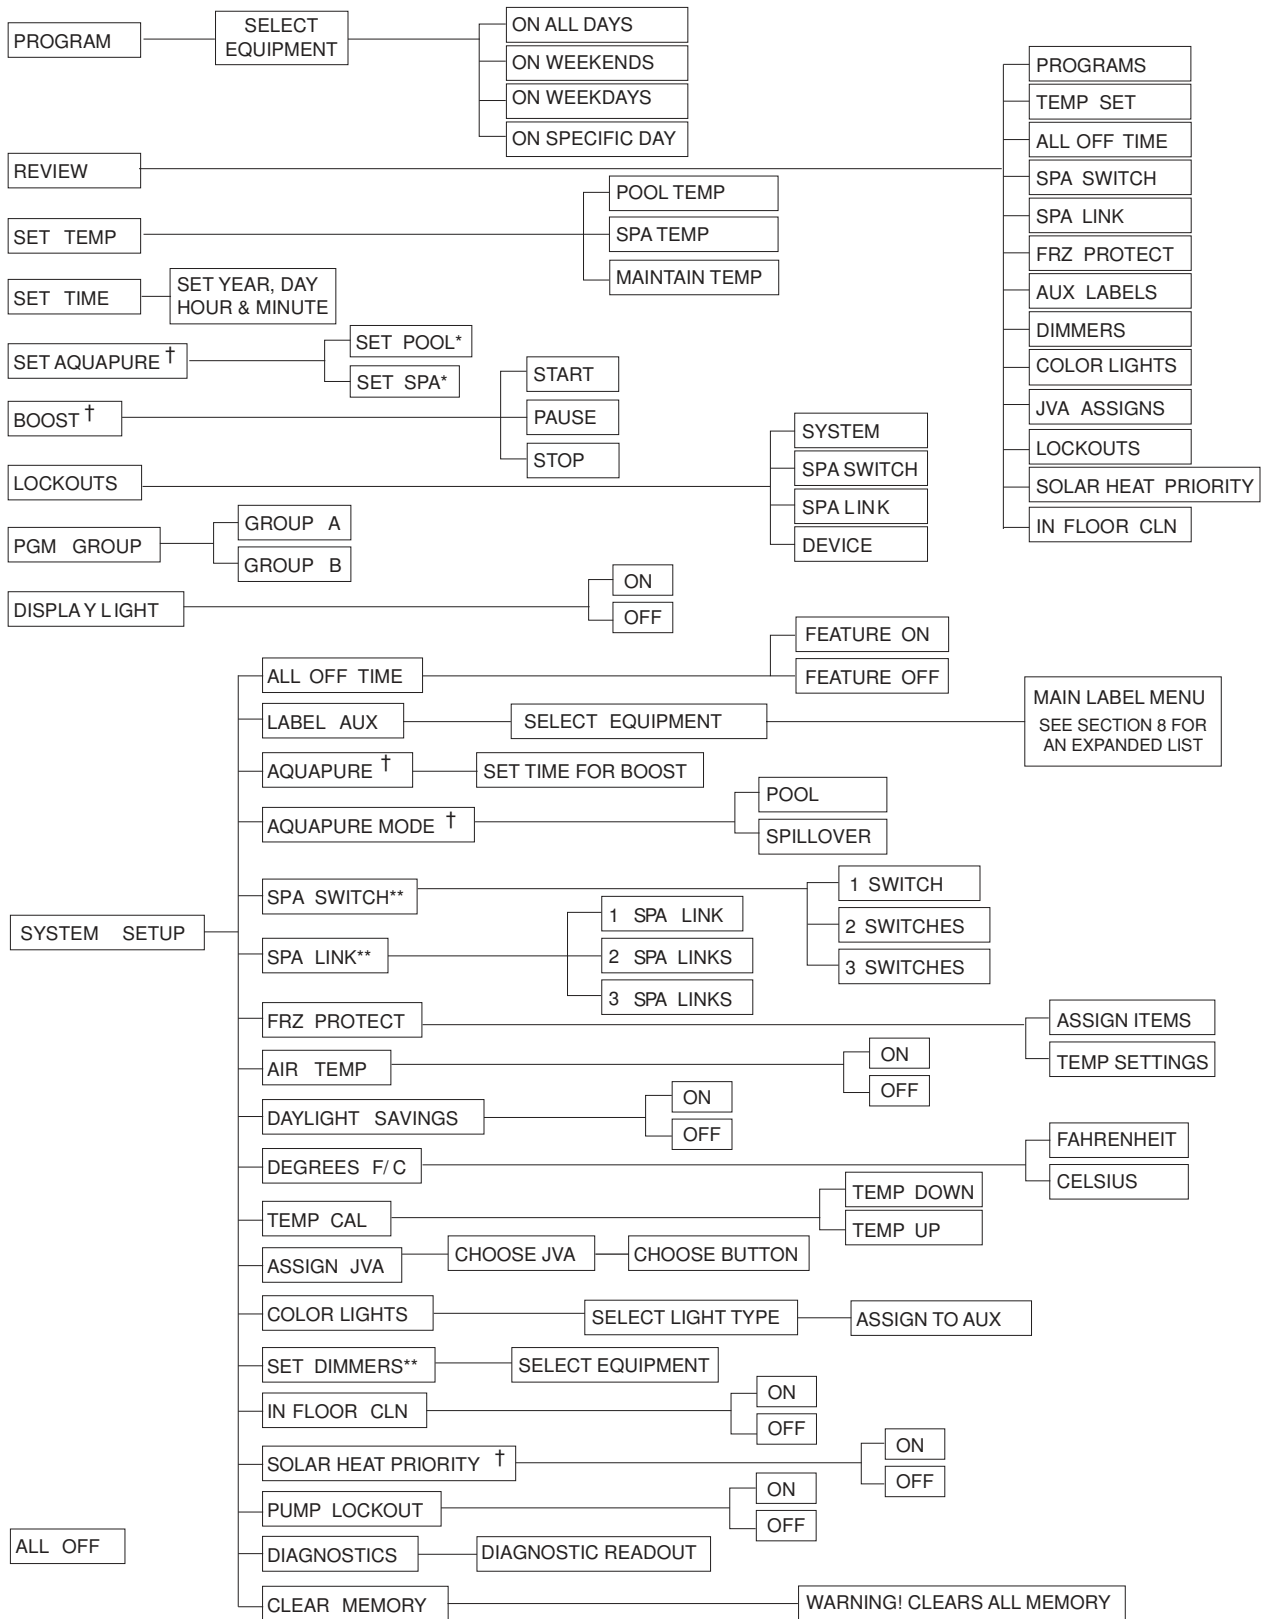 PROGRAM
SELECT
EQUIPMENT
ON ALL DAYS
ON WEEKENDS
ON WEEKDAYS
ON SPECIFIC DAY
REVIEW
PROGRAMS
TEMP SET
ALL OFF TIME
SPA SWITCH
SPA LINK
FRZ PROTECT
AUX LABELS
DIMMERS
COLOR LIGHTS
JVA ASSIGNS
LOCKOUTS
SOLAR HEAT PRIORITY
IN FLOOR CLN
SET TEMP
POOL TEMP
SPA TEMP
MAINTAIN TEMP
SET TIME
SET YEAR, DAY
HOUR & MINUTE
SET AQUAPURE †
SET POOL*
SET SPA*
BOOST †
START
PAUSE
STOP
LOCKOUTS
SYSTEM
SPA SWITCH
SPA LINK
DEVICE
PGM GROUP
GROUP A
GROUP B
DISPLAY LIGHT
ON
OFF
SYSTEM SETUP
ALL OFF TIME
FEATURE ON
FEATURE OFF
LABEL AUX
SELECT EQUIPMENT
MAIN LABEL MENU
SEE SECTION 8 FOR
AN EXPANDED LIST
AQUAPURE †
SET TIME FOR BOOST
AQUAPURE MODE †
POOL
SPILLOVER
SPA SWITCH**
1 SWITCH
2 SWITCHES
3 SWITCHES
SPA LINK**
1 SPA LINK
2 SPA LINKS
3 SPA LINKS
FRZ PROTECT
ASSIGN ITEMS
TEMP SETTINGS
AIR TEMP
ON
OFF
DAYLIGHT SAVINGS
ON
OFF
DEGREES F/C
FAHRENHEIT
CELSIUS
TEMP CAL
TEMP DOWN
TEMP UP
ASSIGN JVA
CHOOSE JVA
CHOOSE BUTTON
COLOR LIGHTS
SELECT LIGHT TYPE
ASSIGN TO AUX
SET DIMMERS**
SELECT EQUIPMENT
IN FLOOR CLN
ON
OFF
SOLAR HEAT PRIORITY †
ON
OFF
PUMP LOCKOUT
ON
OFF
DIAGNOSTICS
DIAGNOSTIC READOUT
CLEAR MEMORY
WARNING! CLEARS ALL MEMORY
ALL OFF